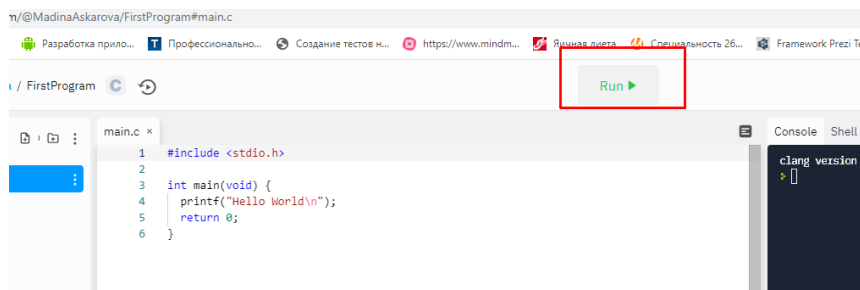 m/@MadinaAskarova/FirstProgram#main.c
Разработка прило... T Профессионально... Создание тестов н... https://www.mindm... Яичная диета Специальность 26... Framework Prezi Te
/ FirstProgram C
Run
main.c × Console Shell
1 #include <stdio.h>
2
3 int main(void) {
4 printf("Hello World\n");
5 return 0;
6 }
clang version